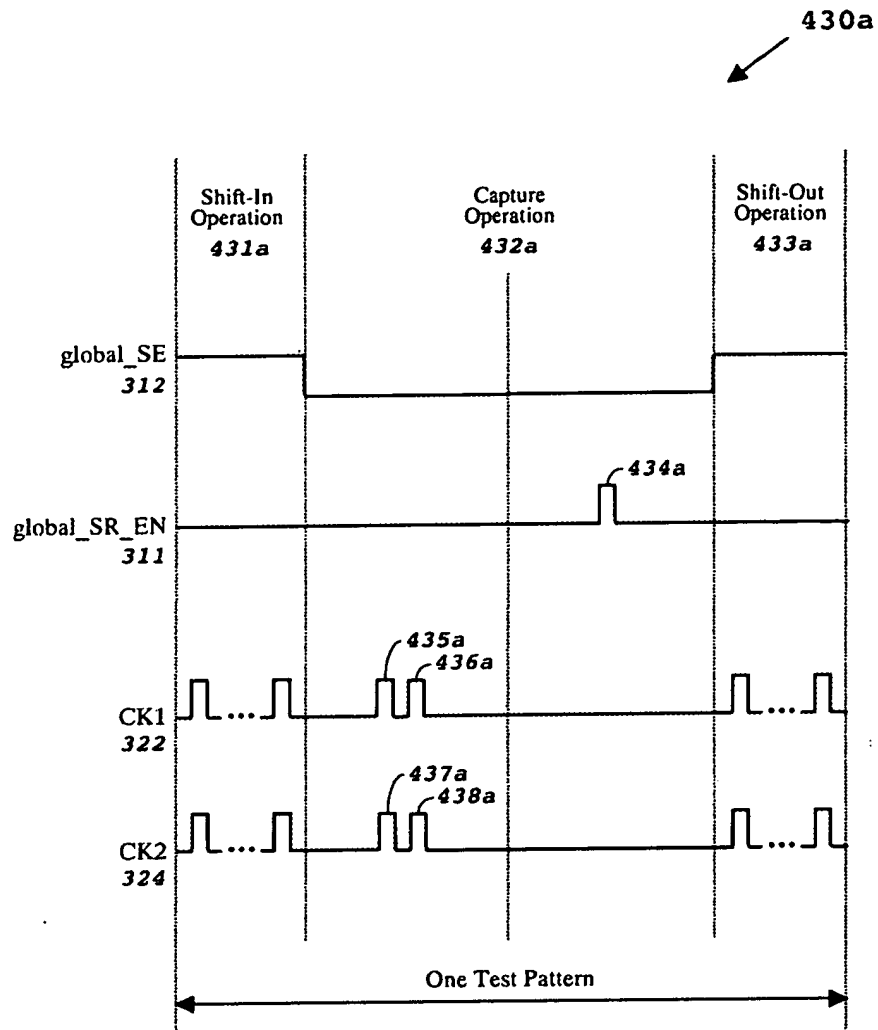 430a
Shift-In
Operation
431a
Capture
Operation
432a
Shift-Out
Operation
433a
global_SE
312
434a
global_SR_EN
311
435a
436a
CK1
...
...
322
437a
438a
CK2
...
...
324
One Test Pattern